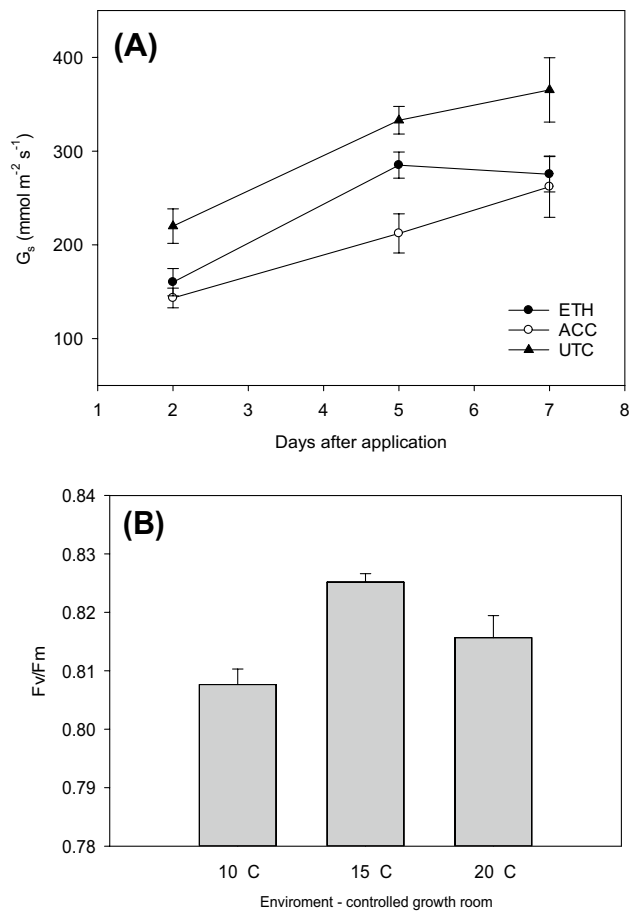 (A)
400
300
200
100
Gs (mmol m⁻² s⁻¹)
ETH
ACC
UTC
1 2 3 4 5 6 7 8
Days after application
(B)
0.84
0.83
0.82
0.81
0.80
0.79
0.78
Fv/Fm
10 C 15 C 20 C
Enviroment - controlled growth room